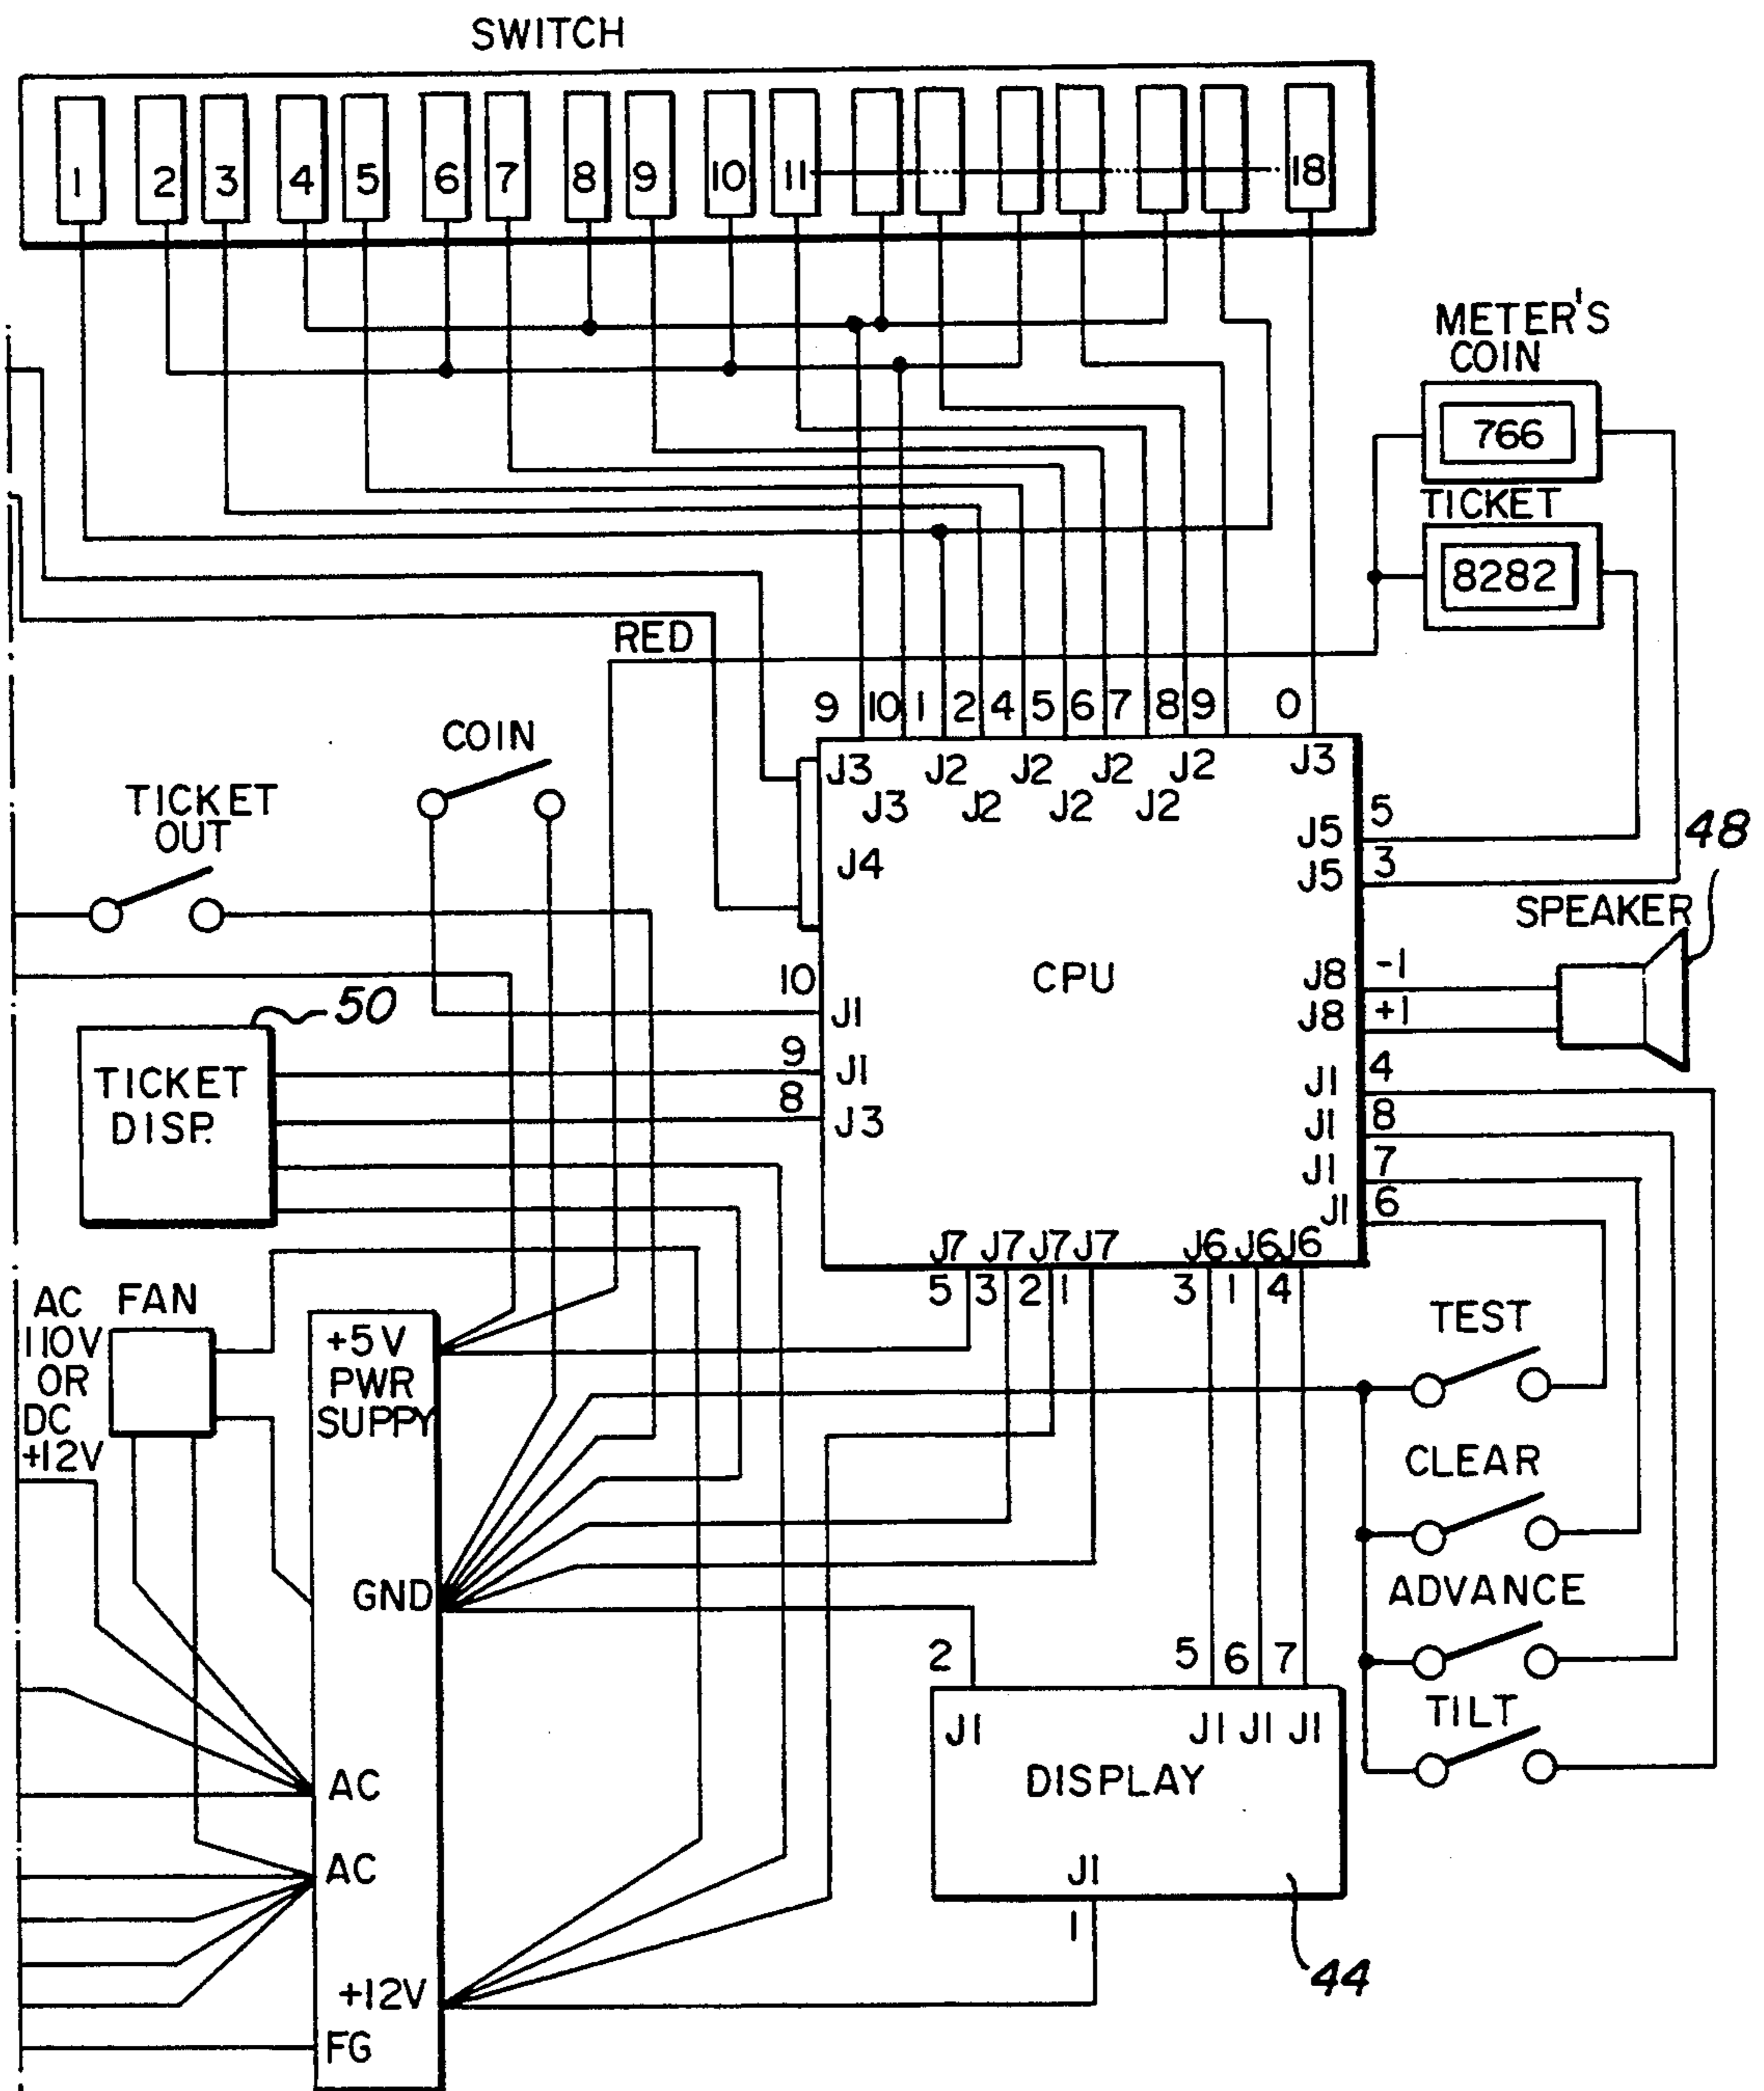 SWITCH
1 2 3 4 5 6 7 8 9 10 11 18
METER'S
COIN
766
TICKET
8282
RED
9 10 1 2 4 5 6 7 8 9 0
COIN
TICKET
OUT
J3 J2 J2 J2 J2 J3
J3 J2 J2 J2
J4
CPU
5
J5
3
J5
48
SPEAKER
-1
J8
+1
J8
10
J1
9
J1
8
J3
50
TICKET
DISP.
4
J1
8
J1
7
J1
6
J1
J7 J7 J7 J7 J6 J6 J6
5 3 2 1 3 1 4
AC
110V
OR
DC
+12V
FAN
+5V
PWR
SUPPY
GND
AC
AC
+12V
FG
TEST
CLEAR
ADVANCE
TILT
2 5 6 7
J1 J1 J1 J1
DISPLAY
J1
1
44